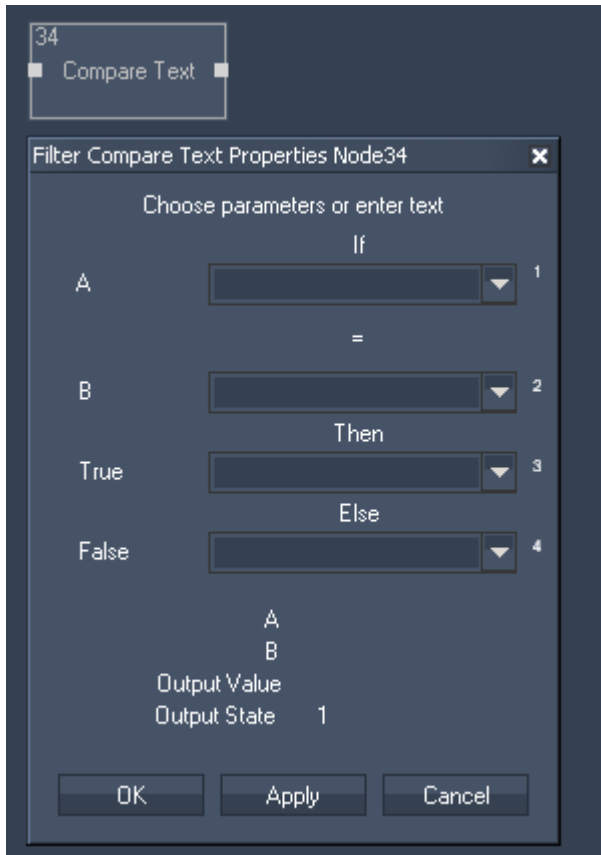 34
Compare Text
Filter Compare Text Properties Node34
Choose parameters or enter text
If
A 1
=
B 2
Then
True 3
Else
False 4
A
B
Output Value
Output State 1
OK Apply Cancel